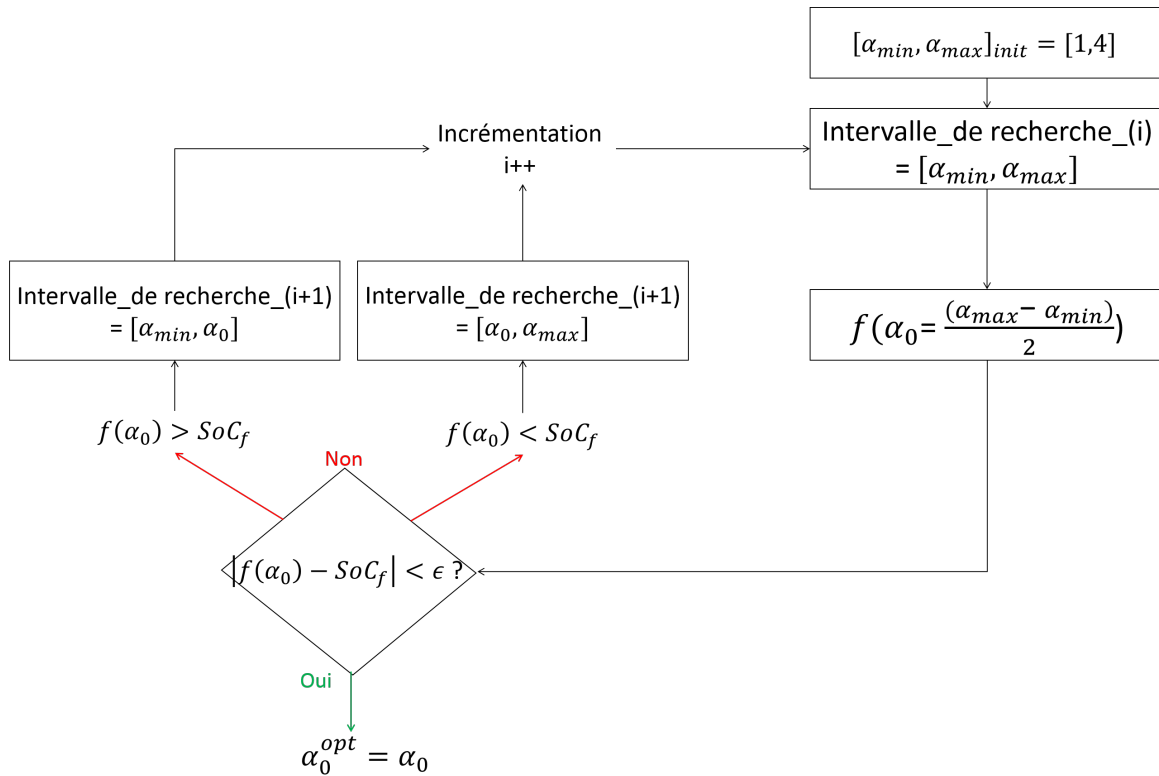 [α_min, α_max]_init = [1,4]
Intervalle_de recherche_(i)
= [α_min, α_max]
Incrémentation
i++
Intervalle_de recherche_(i+1)
= [α_min, α_0]
Intervalle_de recherche_(i+1)
= [α_0, α_max]
f(α_0= (α_max− α_min)/2)
f(α_0) > SoC_f
f(α_0) < SoC_f
Non
|f(α_0) − SoC_f| < ϵ ?
Oui
α_0^opt = α_0